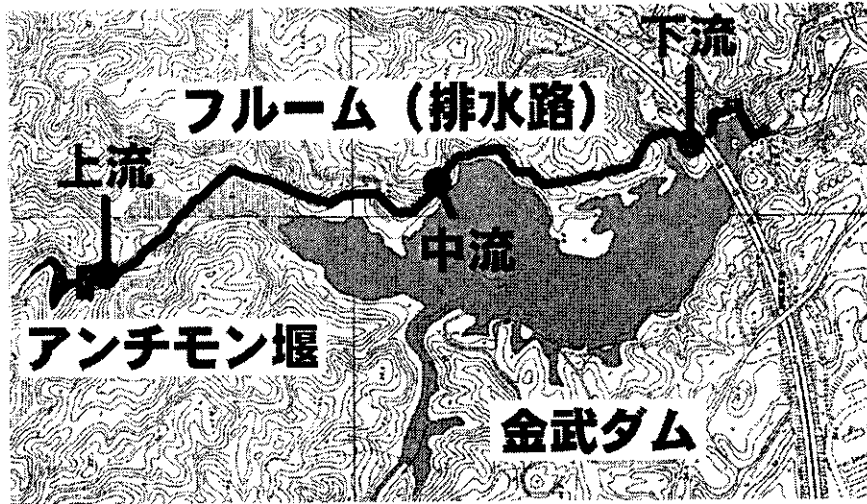 下流
フルーム（排水路）
上流
中流
アンチモン堰
金武ダム